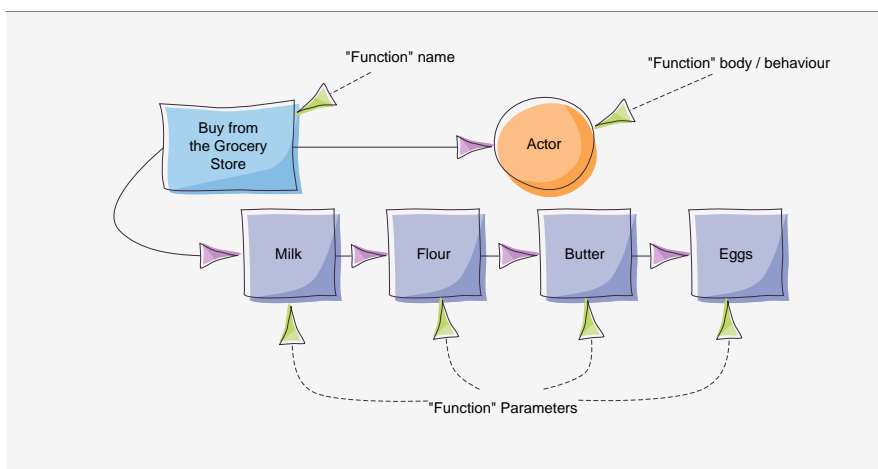 "Function" name
"Function" body / behaviour
Buy from
the Grocery
Store
Actor
Milk
Flour
Butter
Eggs
"Function" Parameters